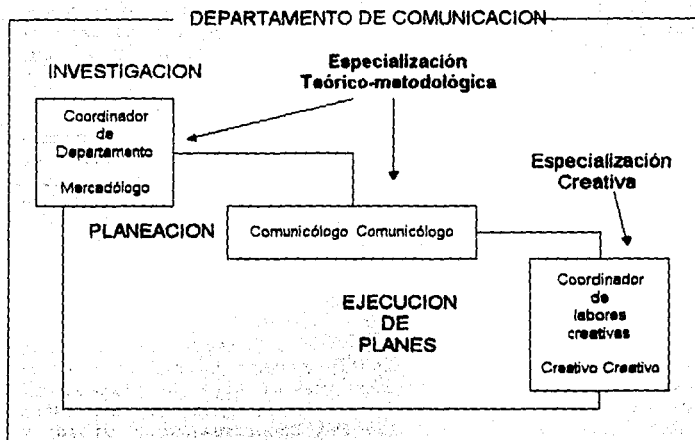 DEPARTAMENTO DE COMUNICACION
INVESTIGACION
Especialización
Teórico-metodológica
Coordinador
de
Departamento
Mercadólogo
Especialización
Creativa
PLANEACION
Comunicólogo Comunicólogo
EJECUCION
DE
PLANES
Coordinador
de
labores
creativas
Creativo Creativo